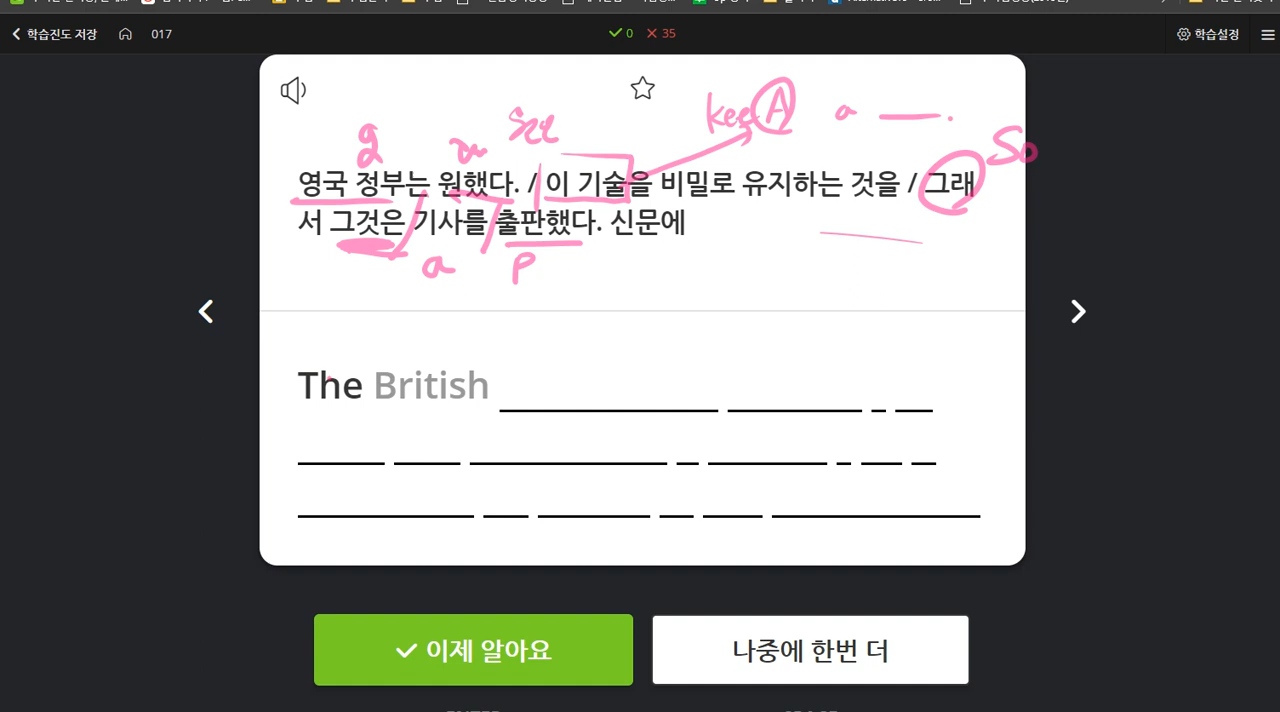 학습진도 저장
017
0
35
학습설정
kee A a
See
g
So
영국 정부는 원했다. / 이 기술을 비밀로 유지하는 것을 / 그래
서 그것은 기사를 출판했다. 신문에
a
P
The British
이제 알아요
나중에 한번 더